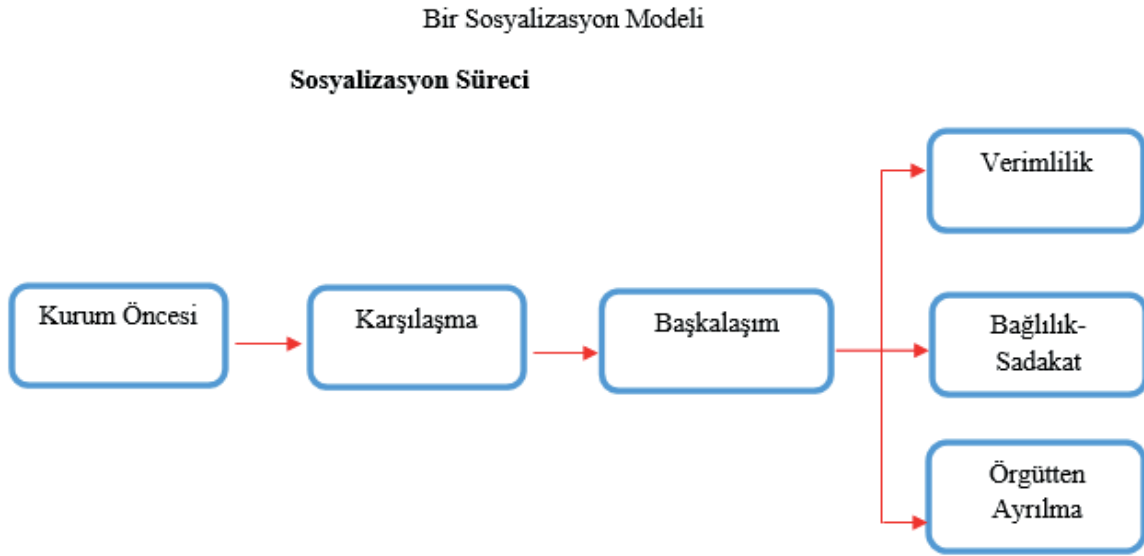 Bir Sosyalizasyon Modeli
Sosyalizasyon Süreci
Kurum Öncesi
Karşılaşma
Başkalaşım
Verimlilik
Bağlılık-
Sadakat
Örgütten
Ayrılma